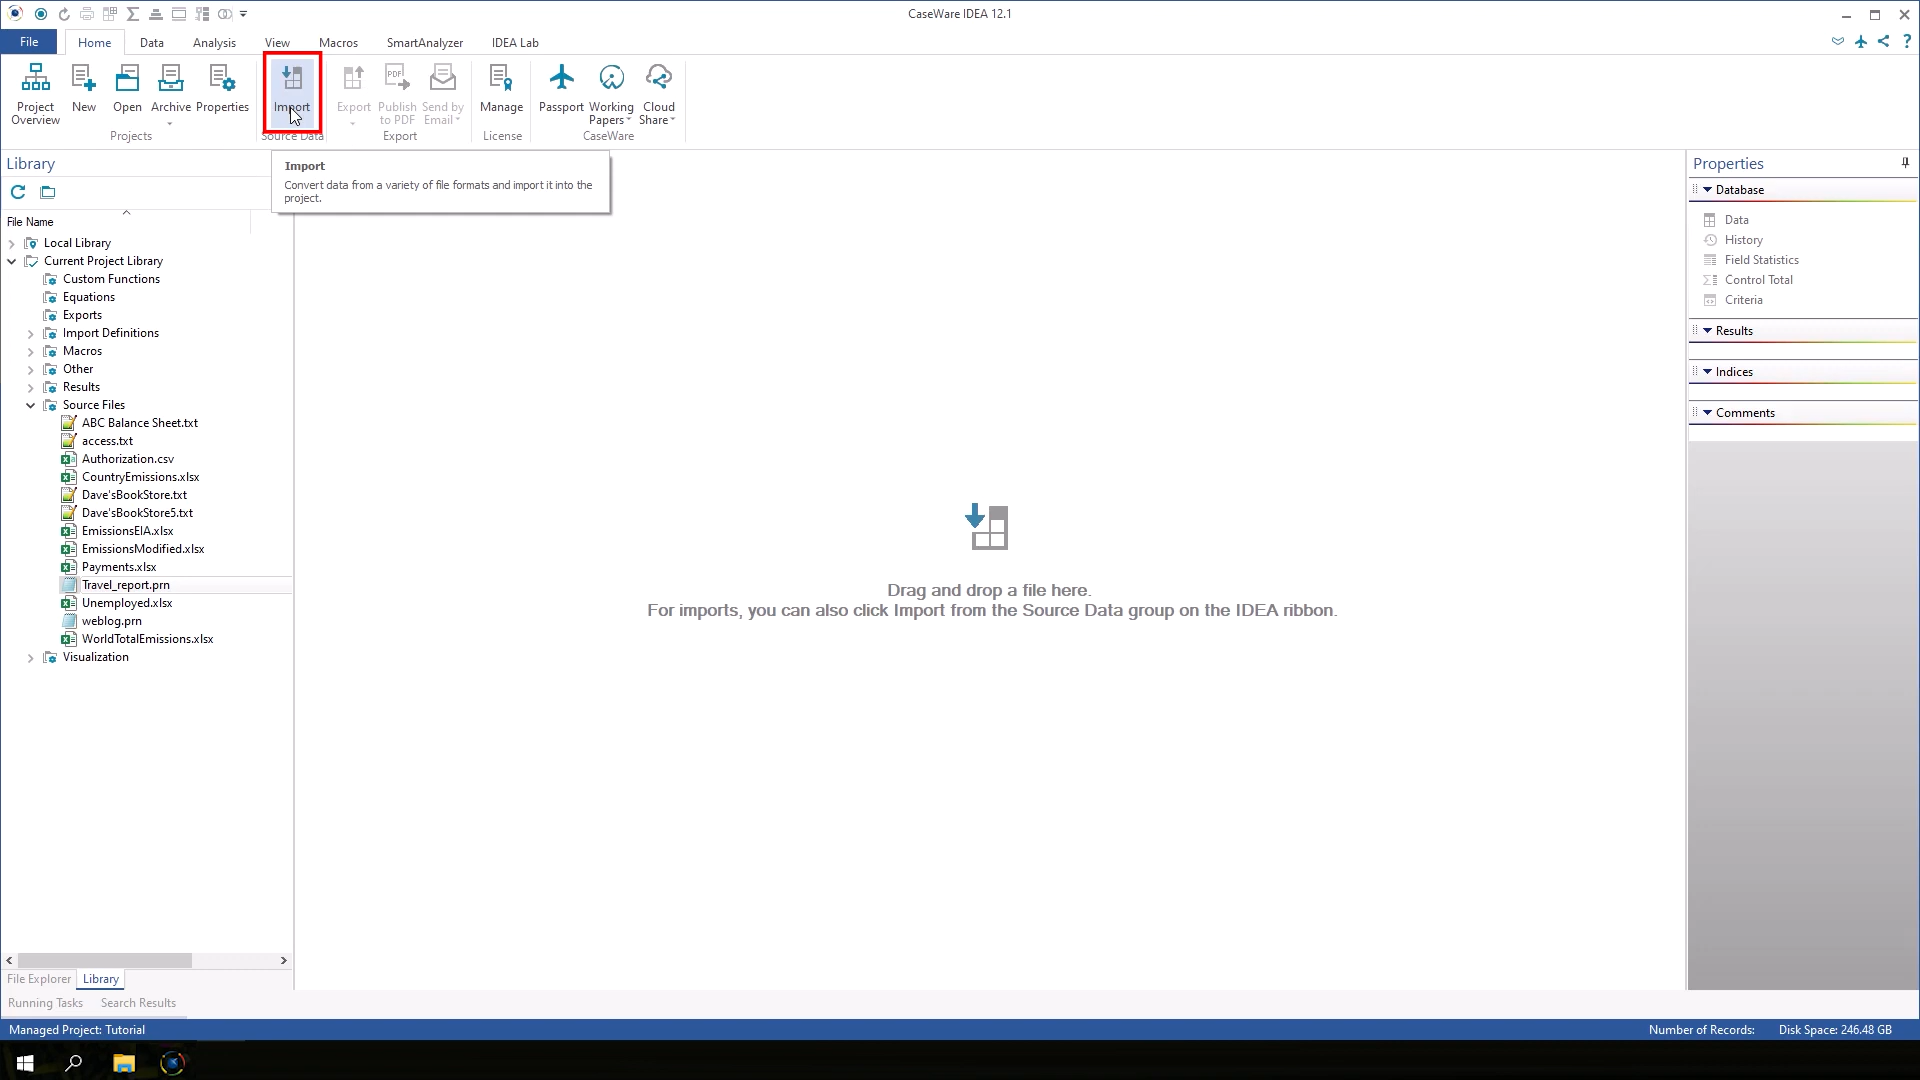 CaseWare IDEA 12.1
File Home Data Analysis View Macros SmartAnalyzer IDEA Lab
Project Overview
New
Open
Archive
Properties
Projects
Import
Source Data
Export
Publish to PDF
Send by Email
Export
Manage
License
Passport
Working Papers
Cloud Share
CaseWare
Library
Import
Convert data from a variety of file formats and import it into the
project.
File Name
Local Library
Current Project Library
Custom Functions
Equations
Exports
Import Definitions
Macros
Other
Results
Source Files
ABC Balance Sheet.txt
access.txt
Authorization.csv
CountryEmissions.xlsx
Dave'sBookStore.txt
Dave'sBookStore5.txt
EmissionsEIA.xlsx
EmissionsModified.xlsx
Payments.xlsx
Travel_report.prn
Unemployed.xlsx
weblog.prn
WorldTotalEmissions.xlsx
Visualization
Drag and drop a file here.
For imports, you can also click Import from the Source Data group on the IDEA ribbon.
Properties
Database
Data
History
Field Statistics
Control Total
Criteria
Results
Indices
Comments
File Explorer Library
Running Tasks Search Results
Managed Project: Tutorial
Number of Records: Disk Space: 246.48 GB